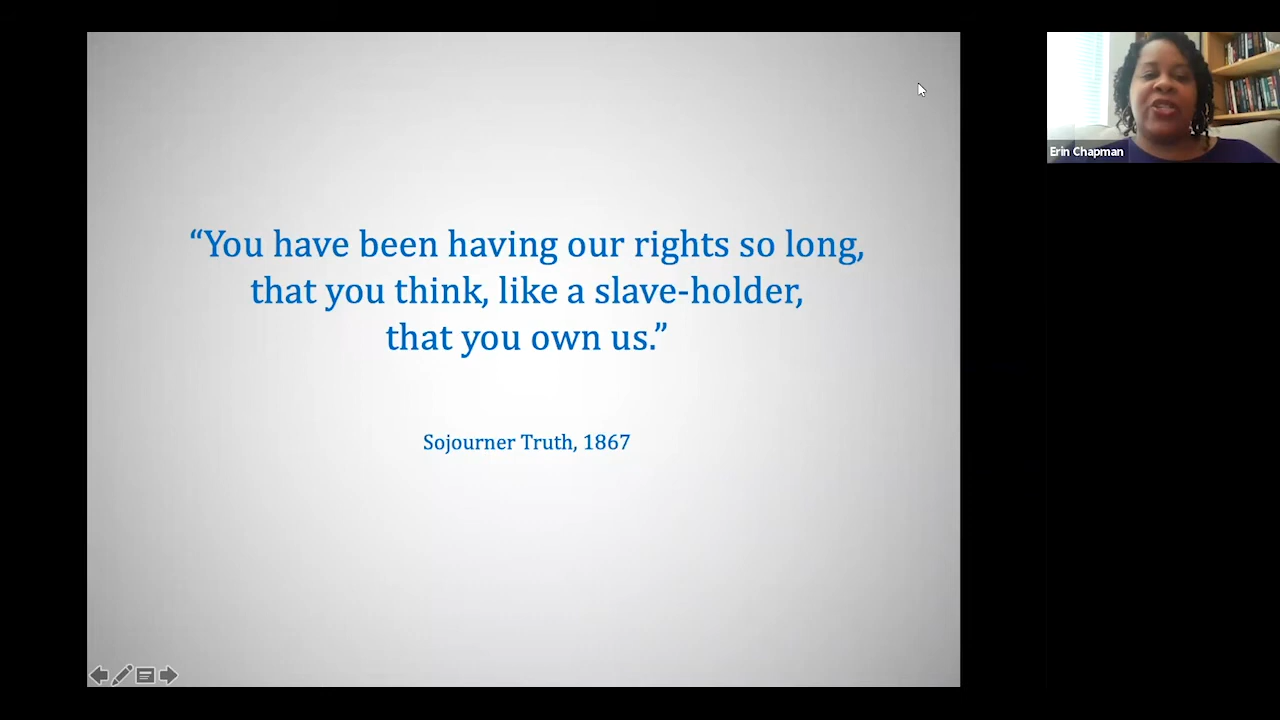 “You have been having our rights so long,
that you think, like a slave-holder,
that you own us.”
Sojourner Truth, 1867
Erin Chapman